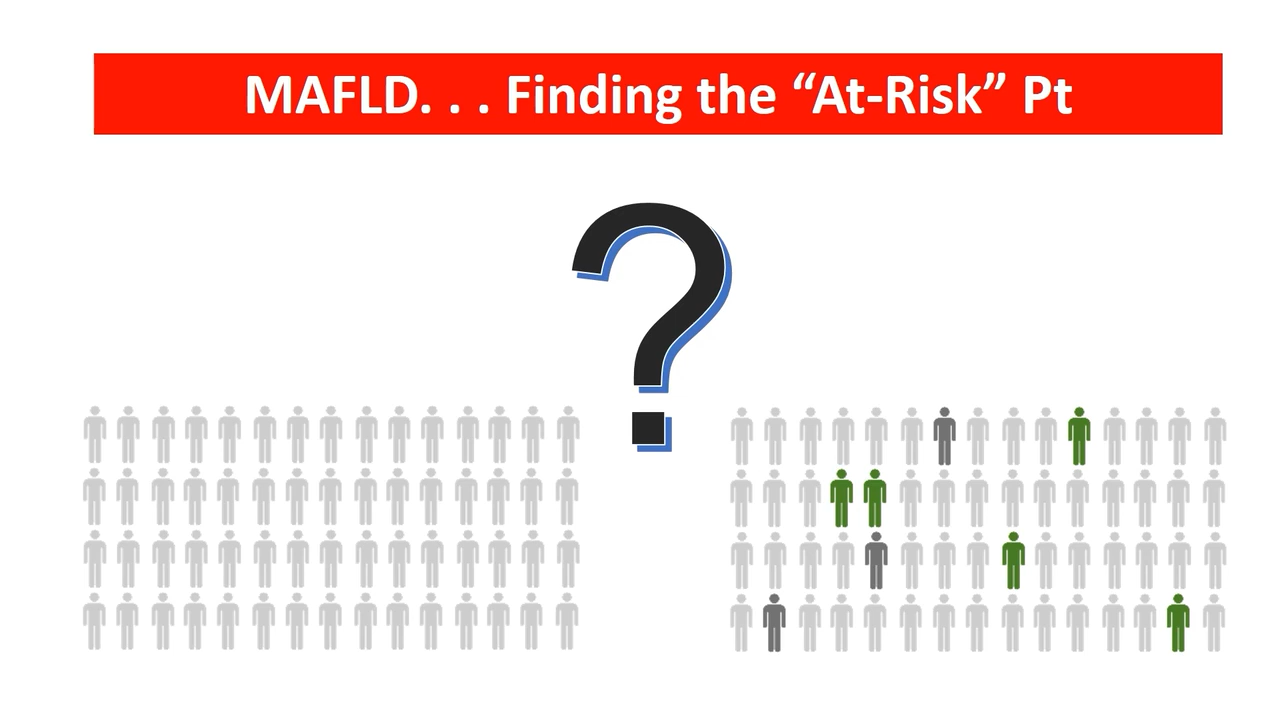 MAFLD. . . Finding the “At-Risk” Pt
?